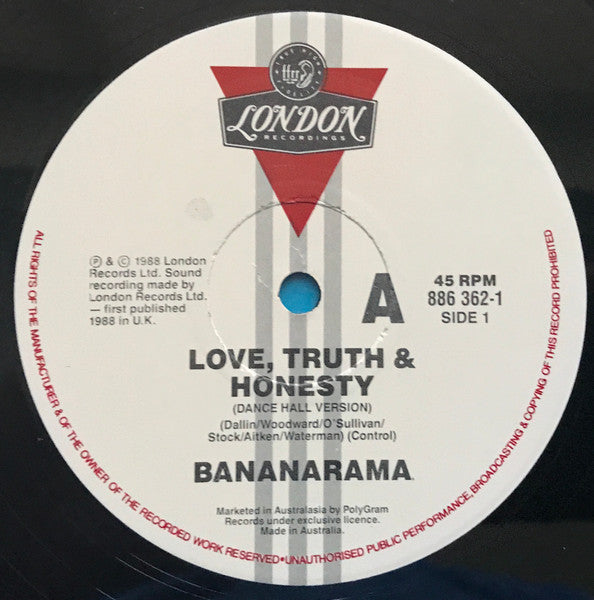 FULL FREQUENCY
ffrr
LONDON
RECORDINGS
℗ & © 1988 London
Records Ltd. Sound
recording made by
London Records Ltd.
— first published
1988 in U.K.
A
45 RPM
886 362-1
SIDE 1
LOVE, TRUTH &
HONESTY
(DANCE HALL VERSION)
(Dallin/Woodward/O'Sullivan/
Stock/Aitken/Waterman) (Control)
BANANARAMA
Marketed in Australasia by PolyGram
Records under exclusive licence.
Made in Australia.
ALL RIGHTS OF THE MANUFACTURER & OF THE OWNER OF THE RECORDED WORK RESERVED•UNAUTHORISED PUBLIC PERFORMANCE, BROADCASTING & COPYING OF THIS RECORD PROHIBITED